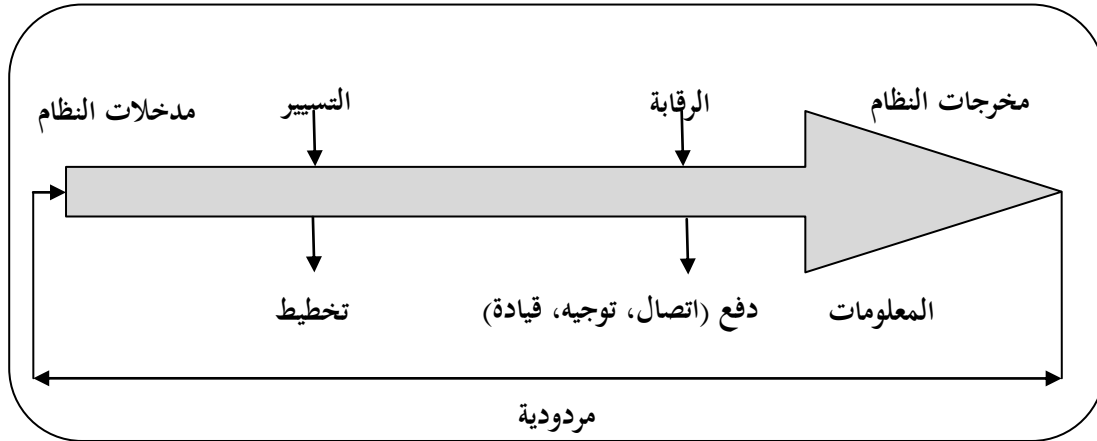 مدخلات النظام
التسيير
الرقابة
مخرجات النظام
تخطيط
دفع (اتصال، توجيه، قيادة)
المعلومات
مردودية